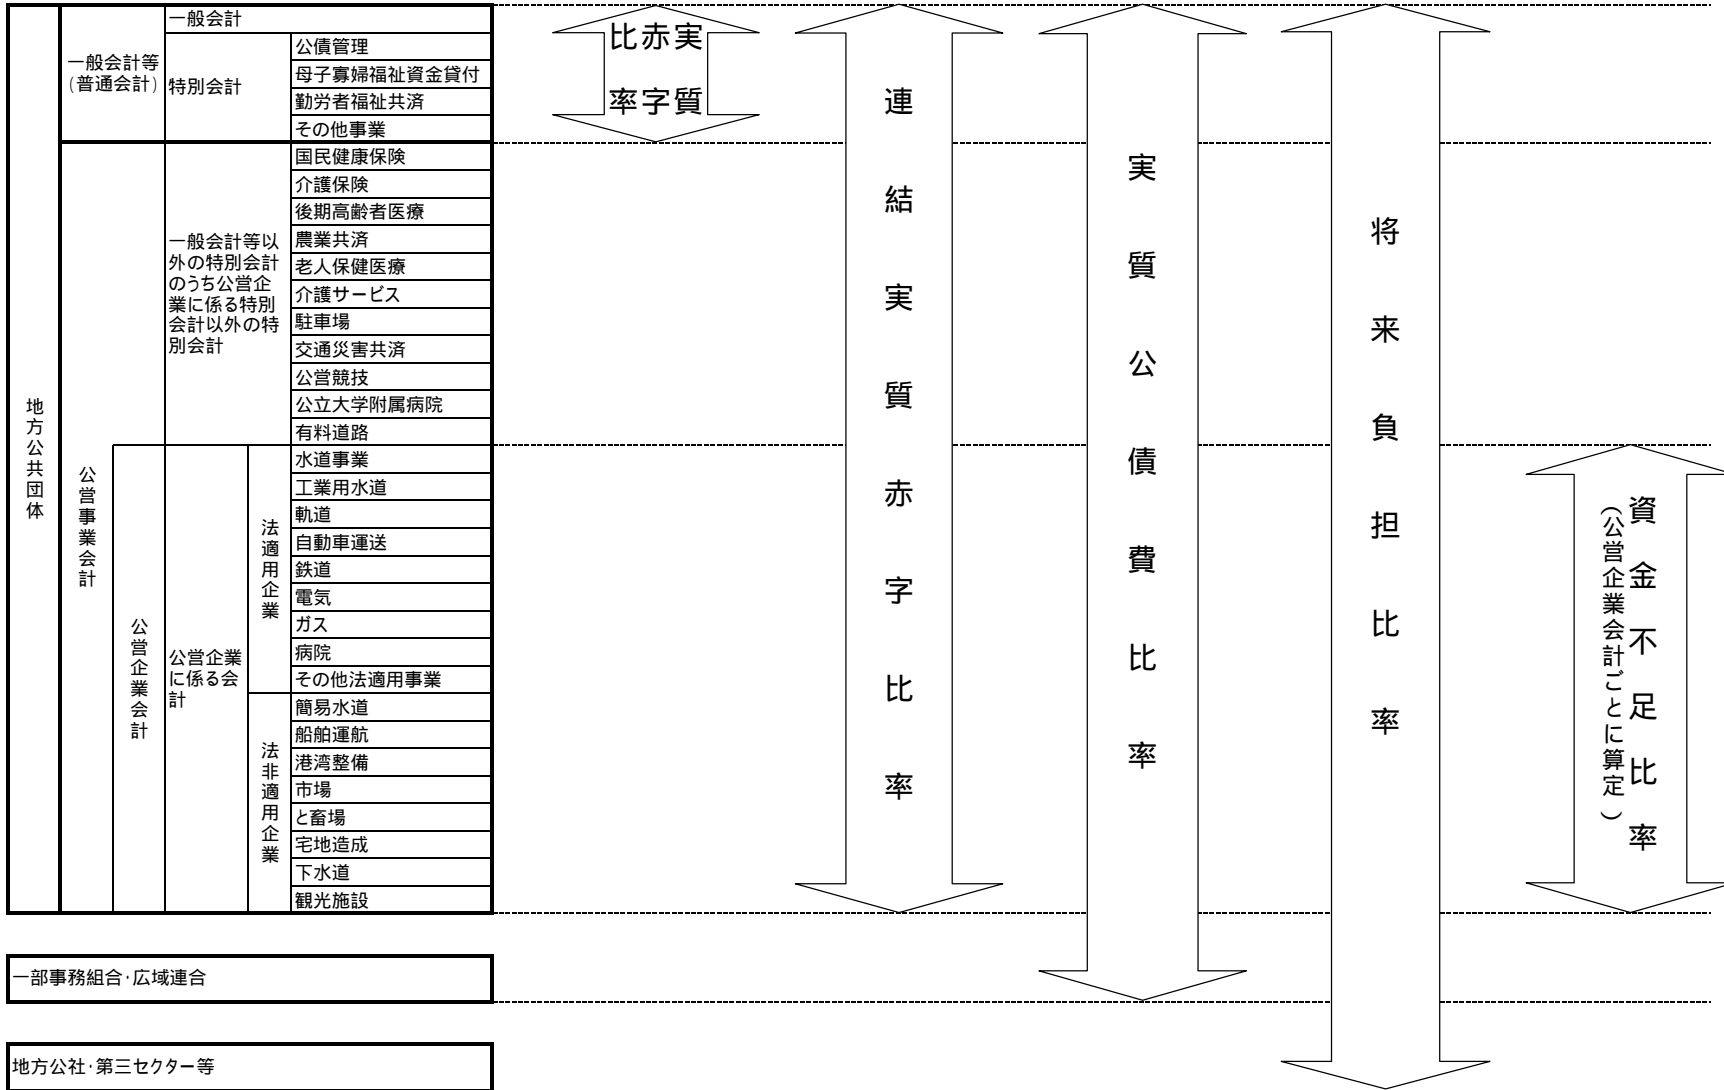 地方公共団体
一般会計等
(普通会計)
一般会計
特別会計
公債管理
母子寡婦福祉資金貸付
勤労者福祉共済
その他事業
公営事業会計
一般会計等以
外の特別会計
のうち公営企
業に係る特別
会計以外の特
別会計
国民健康保険
介護保険
後期高齢者医療
農業共済
老人保健医療
介護サービス
駐車場
交通災害共済
公営競技
公立大学附属病院
有料道路
公営企業会計
公営企業
に係る会
計
法適用企業
水道事業
工業用水道
軌道
自動車運送
鉄道
電気
ガス
病院
その他法適用事業
法非適用企業
簡易水道
船舶運航
港湾整備
市場
と畜場
宅地造成
下水道
観光施設
一部事務組合・広域連合
地方公社・第三セクター等
実質
赤字
比率
連結実質赤字比率
実質公債費比率
将来負担比率
資金不足比率
(公営企業会計ごとに算定)